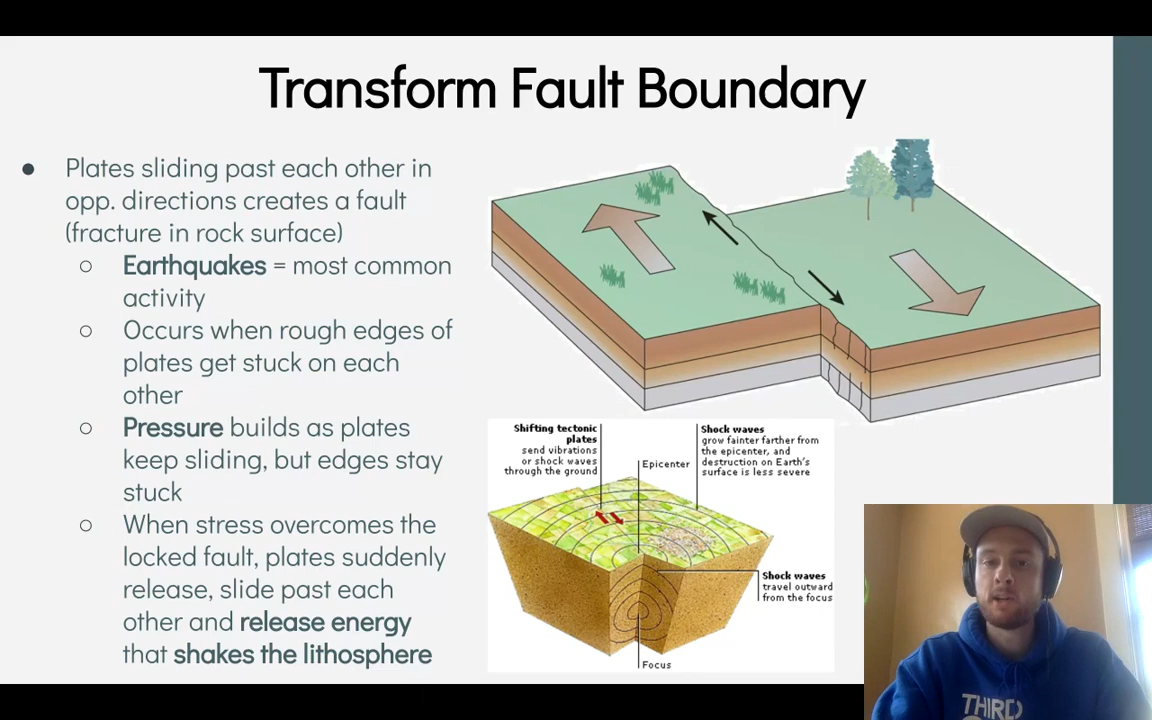 Transform Fault Boundary
● Plates sliding past each other in
opp. directions creates a fault
(fracture in rock surface)
○ Earthquakes = most common
activity
○ Occurs when rough edges of
plates get stuck on each
other
○ Pressure builds as plates
keep sliding, but edges stay
stuck
○ When stress overcomes the
locked fault, plates suddenly
release, slide past each
other and release energy
that shakes the lithosphere
Shifting tectonic
plates
send vibrations
or shock waves
through the ground
Epicenter
Shock waves
grow fainter farther from
the epicenter, and
destruction on Earth's
surface is less severe
Shock waves
travel outward
from the focus
Focus
THIRD